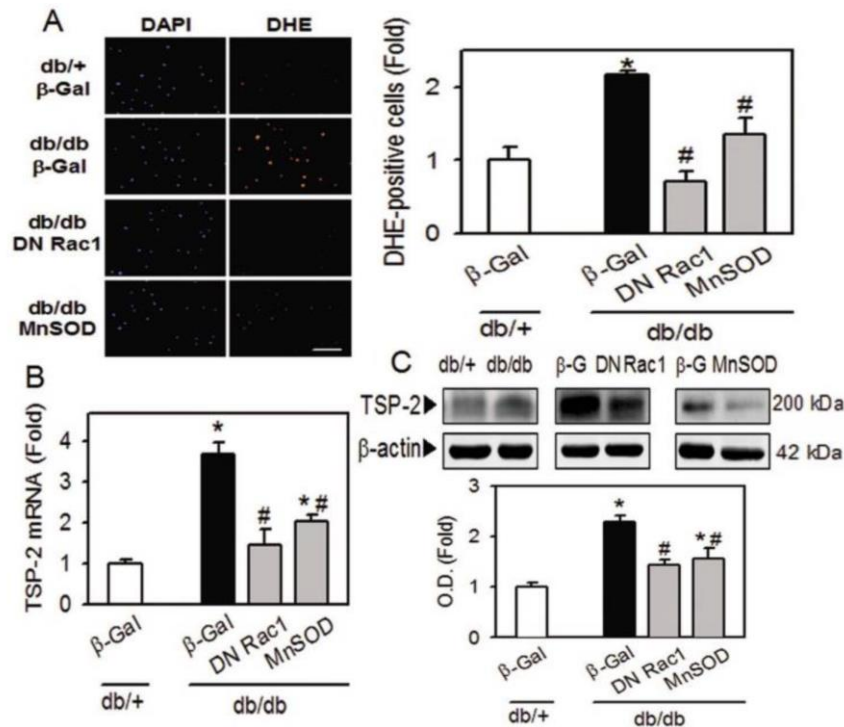 A
DAPI DHE
db/+
β-Gal
db/db
β-Gal
db/db
DN Rac1
db/db
MnSOD
DHE-positive cells (Fold)
2
1
0
*
#
#
β-Gal
β-Gal
DN Rac1
MnSOD
db/+
db/db
B
TSP-2 mRNA (Fold)
4
3
2
1
0
*
#
*#
β-Gal
β-Gal
DN Rac1
MnSOD
db/+
db/db
C
db/+ db/db β-G DN Rac1 β-G MnSOD
TSP-2 200 kDa
β-actin 42 kDa
O.D. (Fold)
3.0
2.0
1.0
0
*
#
*#
β-Gal
β-Gal
DN Rac1
MnSOD
db/+
db/db